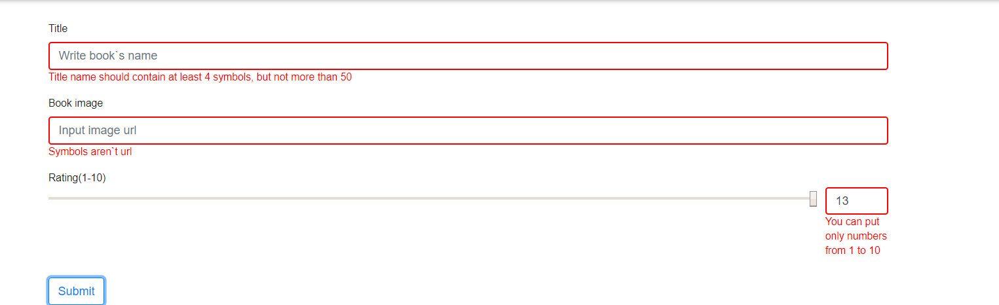 Title
Write book`s name
Title name should contain at least 4 symbols, but not more than 50
Book image
Input image url
Symbols aren`t url
Rating(1-10)
13
You can put
only numbers
from 1 to 10
Submit